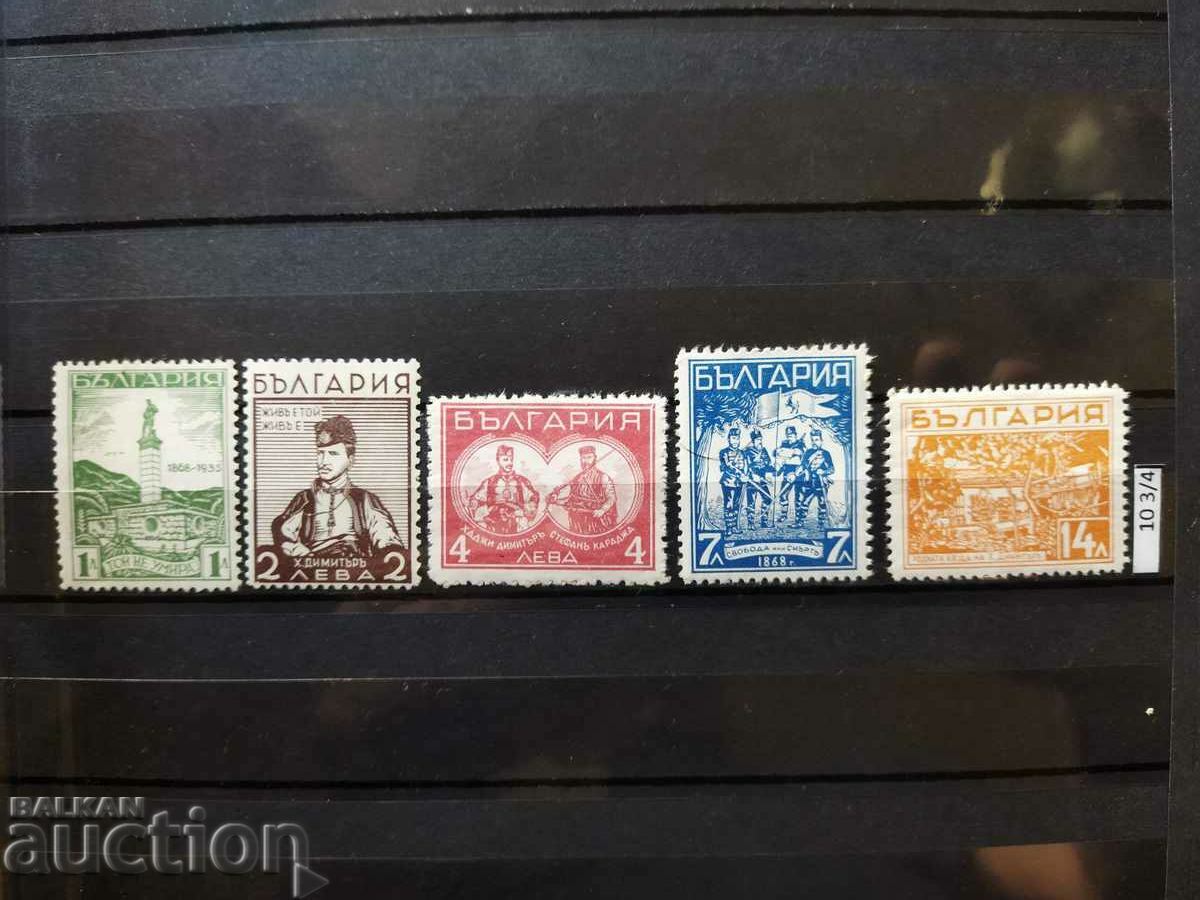 БЪЛГАРИЯ
1868-1935
1Л ТОЙ НЕ УМИРА 1Л
БЪЛГАРИЯ
ЖИВЪ Е ТОЙ
ЖИВЪ Е
2 Х. ДИМИТЪРЪ 2
ЛЕВА
БЪЛГАРИЯ
ХАДЖИ ДИМИТЪРЪ СТЕФАНЪ КАРАДЖА
4 ЛЕВА 4
БЪЛГАРИЯ
7Л СВОБОДА ИЛИ СМЪРТЬ 7Л
1868 г.
БЪЛГАРИЯ
14Л
10 3/4
BALKAN
auction